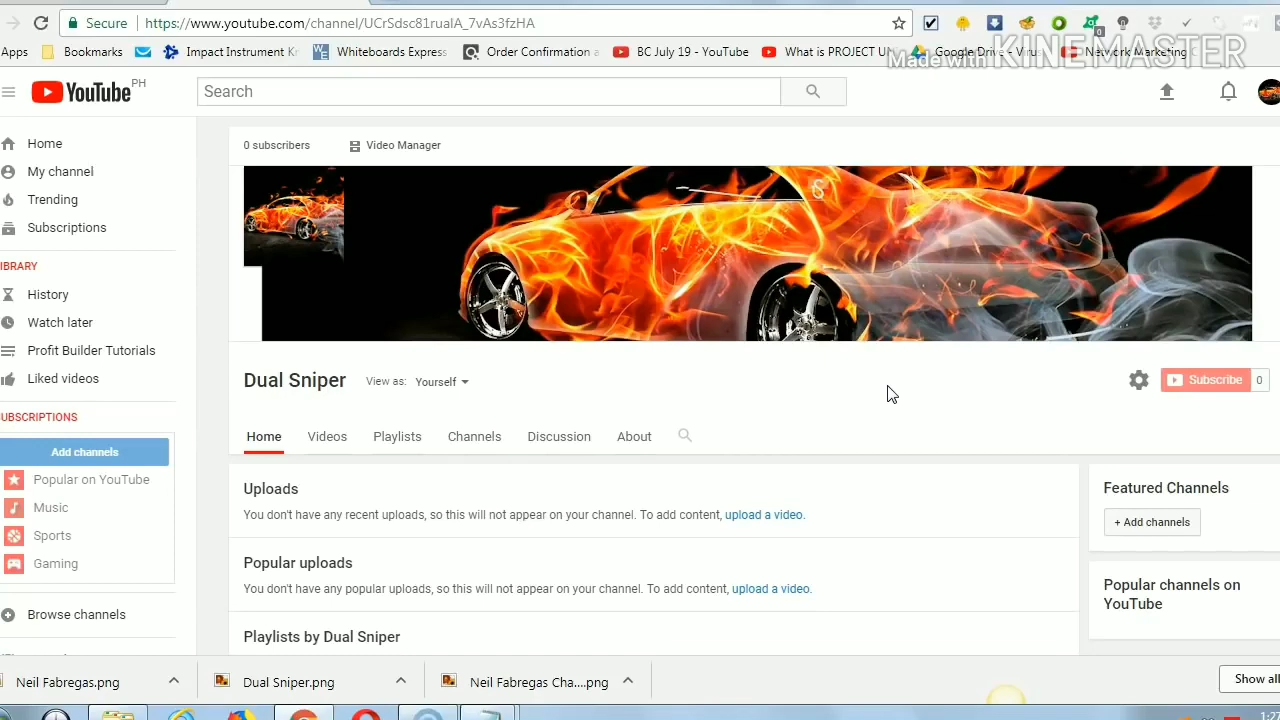 Secure
https://www.youtube.com/channel/UCrSdsc81ruaIA_7vAs3fzHA
Apps
Bookmarks
Impact Instrument Kr
Whiteboards Express
Order Confirmation a
BC July 19 - YouTube
What is PROJECT UN
Google Drive - Virus
Network Marketing
Made with KINEMASTER
YouTube PH
Search
0 subscribers
Video Manager
Home
My channel
Trending
Subscriptions
IBRARY
History
Watch later
Profit Builder Tutorials
Liked videos
UBSCRIPTIONS
Add channels
Popular on YouTube
Music
Sports
Gaming
Browse channels
Dual Sniper
View as: Yourself
Subscribe 0
Home Videos Playlists Channels Discussion About
Uploads
You don't have any recent uploads, so this will not appear on your channel. To add content, upload a video.
Popular uploads
You don't have any popular uploads, so this will not appear on your channel. To add content, upload a video.
Playlists by Dual Sniper
Featured Channels
+ Add channels
Popular channels on
YouTube
Neil Fabregas.png
Dual Sniper.png
Neil Fabregas Cha....png
Show all